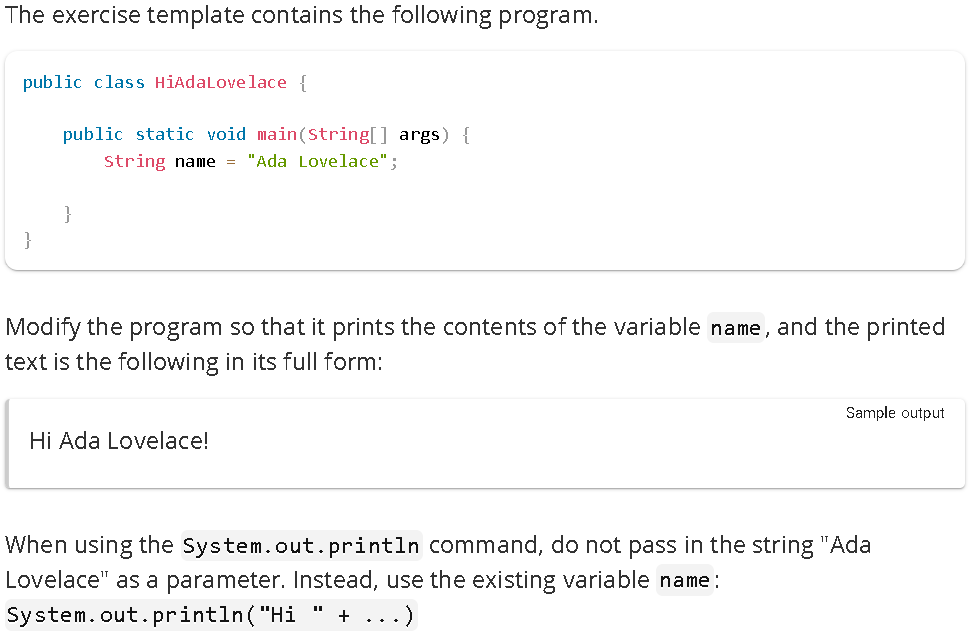 The exercise template contains the following program.
public class HiAdaLovelace {
public static void main(String[] args) {
String name = "Ada Lovelace";
}
}
Modify the program so that it prints the contents of the variable name, and the printed
text is the following in its full form:
Sample output
Hi Ada Lovelace!
When using the System.out.println command, do not pass in the string "Ada
Lovelace" as a parameter. Instead, use the existing variable name:
System.out.println("Hi " + ...)